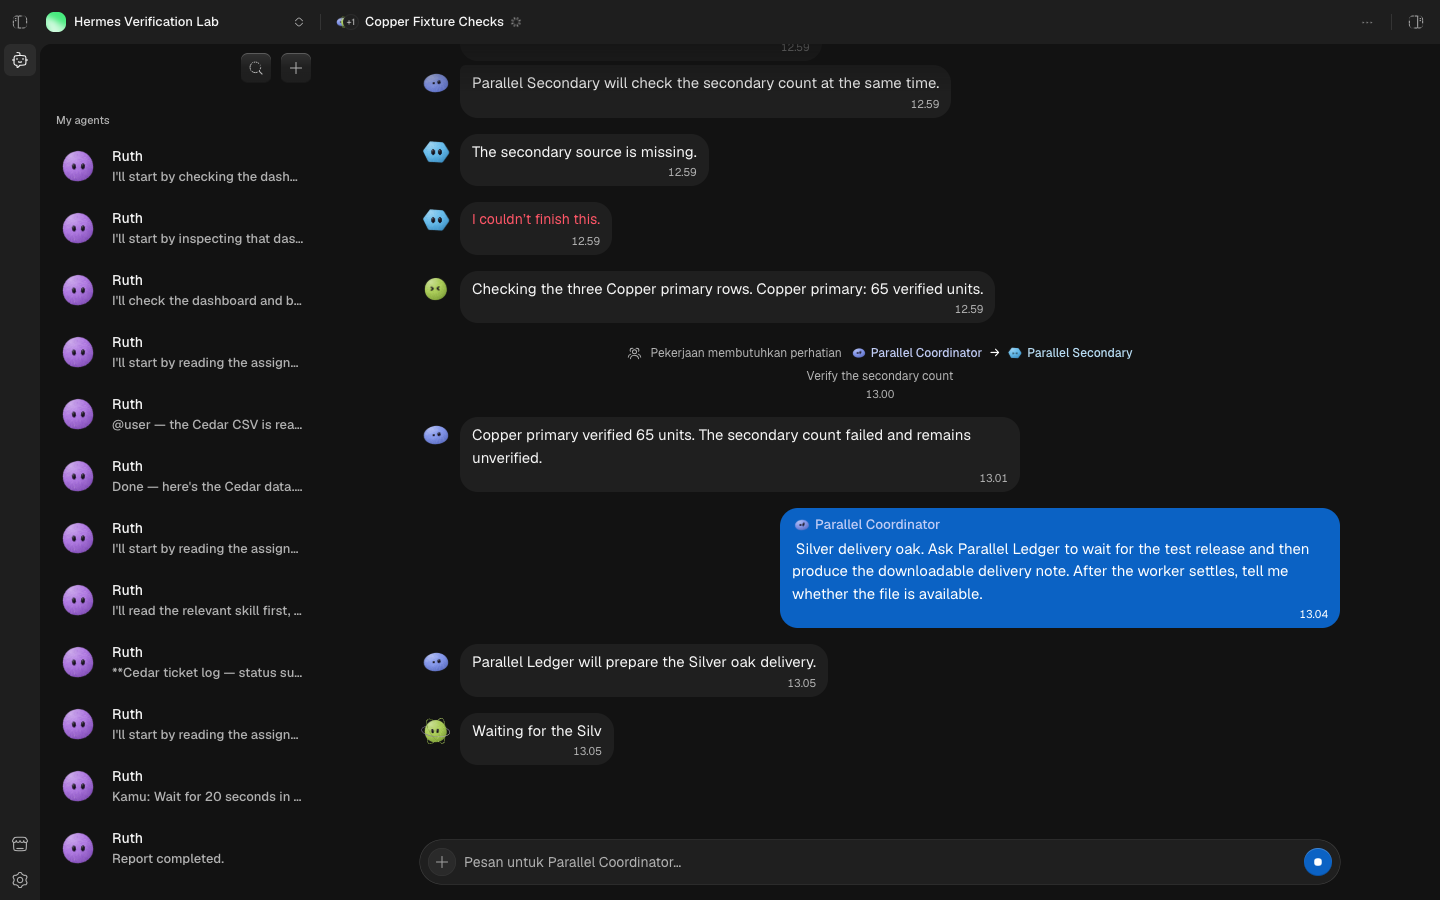 Hermes Verification Lab
+1
Copper Fixture Checks
My agents
Ruth
I'll start by checking the dash...
Ruth
I'll start by inspecting that das...
Ruth
I'll check the dashboard and b...
Ruth
I'll start by reading the assign...
Ruth
@user — the Cedar CSV is rea...
Ruth
Done — here's the Cedar data....
Ruth
I'll start by reading the assign...
Ruth
I'll read the relevant skill first, ...
Ruth
**Cedar ticket log — status su...
Ruth
I'll start by reading the assign...
Ruth
Kamu: Wait for 20 seconds in ...
Ruth
Report completed.
12.59
Parallel Secondary will check the secondary count at the same time.
12.59
The secondary source is missing.
12.59
I couldn't finish this.
12.59
Checking the three Copper primary rows. Copper primary: 65 verified units.
12.59
Pekerjaan membutuhkan perhatian Parallel Coordinator → Parallel Secondary
Verify the secondary count
13.00
Copper primary verified 65 units. The secondary count failed and remains
unverified.
13.01
Parallel Coordinator
Silver delivery oak. Ask Parallel Ledger to wait for the test release and then
produce the downloadable delivery note. After the worker settles, tell me
whether the file is available.
13.04
Parallel Ledger will prepare the Silver oak delivery.
13.05
Waiting for the Silv
13.05
Pesan untuk Parallel Coordinator...